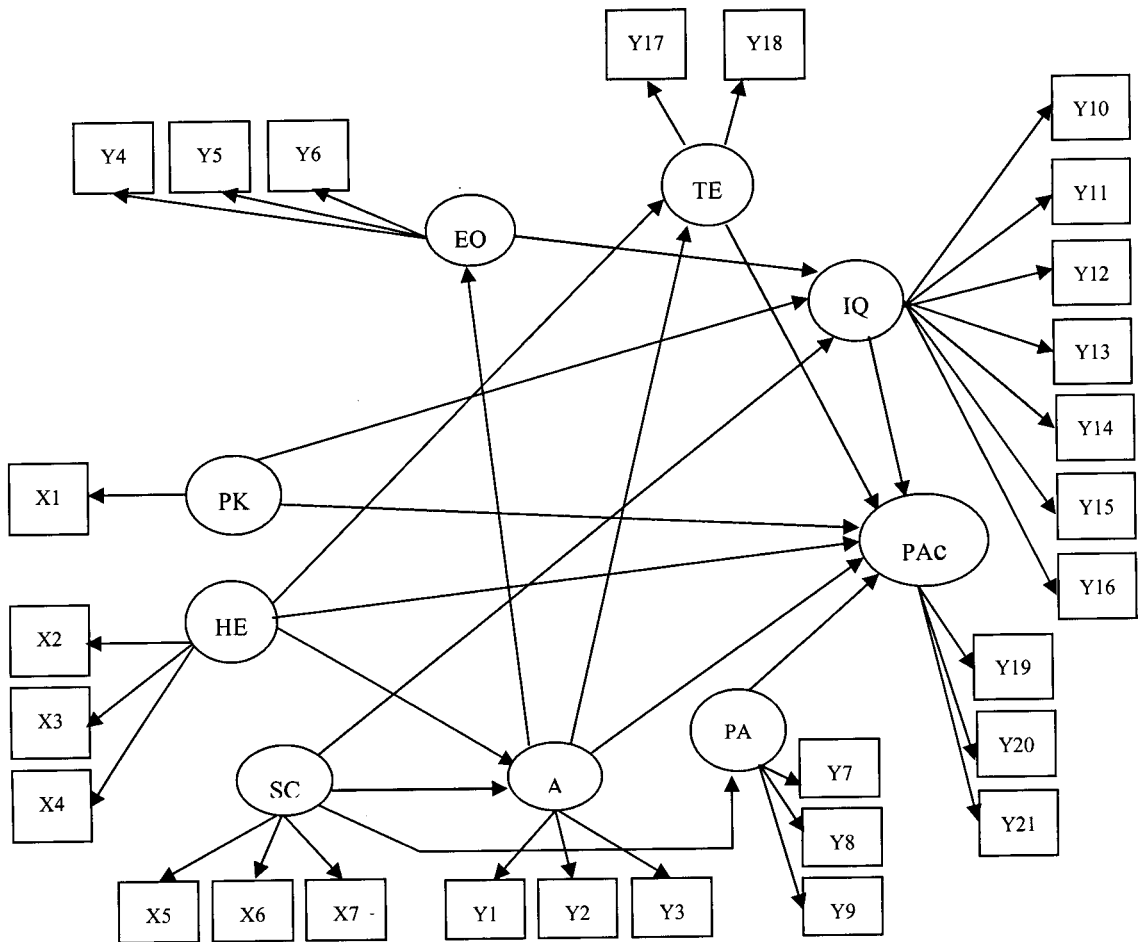 Y17 Y18
Y10
Y4 Y5 Y6
Y11
TE
EO
Y12
IQ
Y13
Y14
X1 PK
Y15
PAc
Y16
HE
X2
Y19
X3
PA
Y20
X4 SC A
Y7
Y21
Y8
X5 X6 X7 Y1 Y2 Y3
Y9